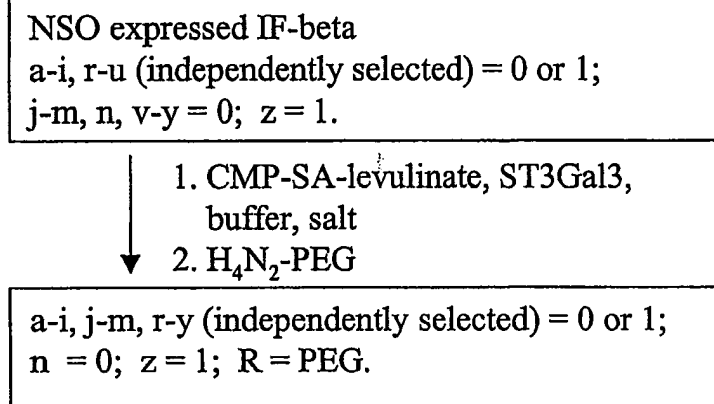 NSO expressed IF-beta
a-i, r-u (independently selected) = 0 or 1;
j-m, n, v-y = 0; z = 1.
1. CMP-SA-levulinate, ST3Gal3,
buffer, salt
2. H₄N₂-PEG
a-i, j-m, r-y (independently selected) = 0 or 1;
n = 0; z = 1; R = PEG.